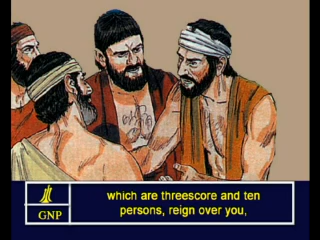 which are threescore and ten
persons, reign over you,
GNP